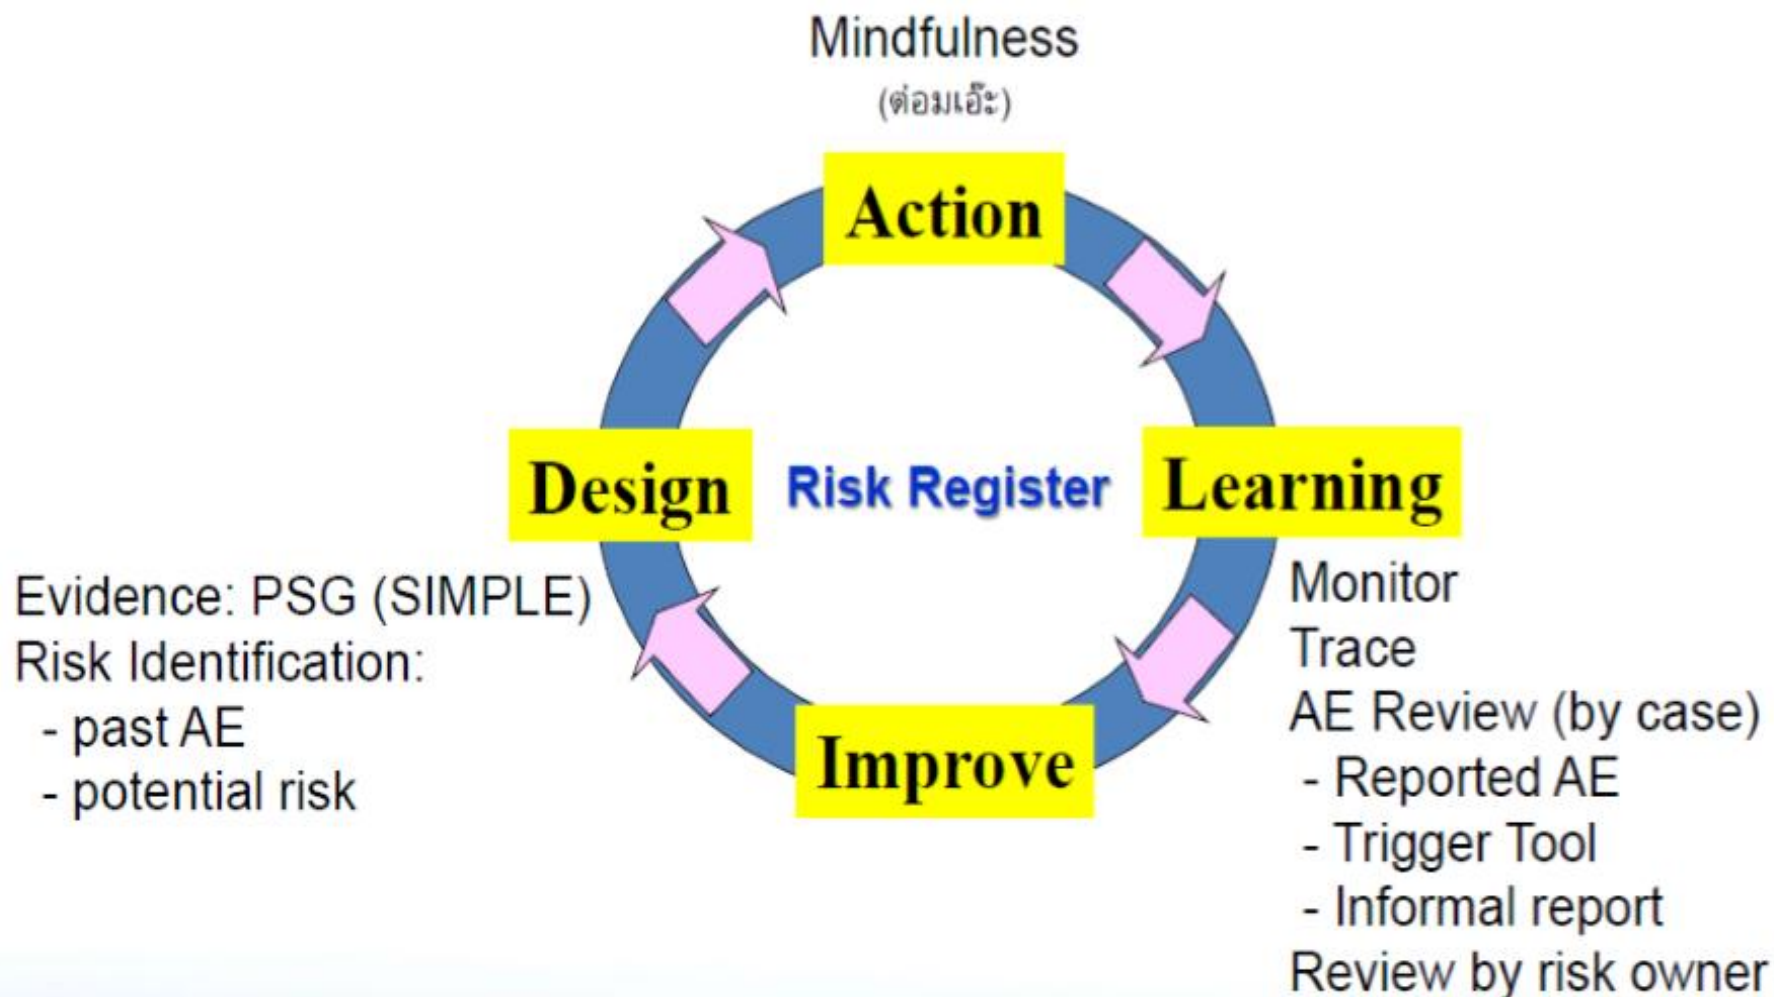 Mindfulness
(ต่อมเอ๊ะ)
Action
Design
Risk Register
Learning
Improve
Evidence: PSG (SIMPLE)
Risk Identification:
- past AE
- potential risk
Monitor
Trace
AE Review (by case)
- Reported AE
- Trigger Tool
- Informal report
Review by risk owner